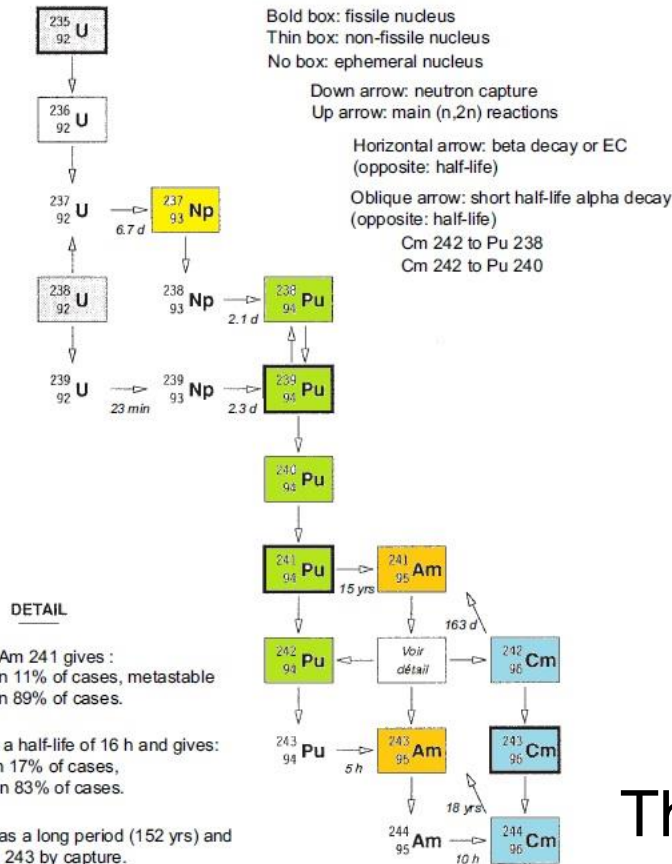 235
92 U
Bold box: fissile nucleus
Thin box: non-fissile nucleus
No box: ephemeral nucleus
Down arrow: neutron capture
Up arrow: main (n,2n) reactions
Horizontal arrow: beta decay or EC
(opposite: half-life)
Oblique arrow: short half-life alpha decay
(opposite: half-life)
Cm 242 to Pu 238
Cm 242 to Pu 240
236
92 U
237
92 U
6.7 d
237
93 Np
238
92 U
238
93 Np
2.1 d
238
94 Pu
239
92 U
23 min
239
93 Np
2.3 d
239
94 Pu
240
94 Pu
241
94 Pu
15 yrs
241
95 Am
163 d
242
94 Pu
Voir
détail
242
96 Cm
243
94 Pu
5 h
243
95 Am
243
96 Cm
18 yrs
244
95 Am
10 h
244
96 Cm
DETAIL
Am 241 gives :
n 11% of cases, metastable
n 89% of cases.
a half-life of 16 h and gives:
n 17% of cases,
n 83% of cases.
as a long period (152 yrs) and
243 by capture.
Th